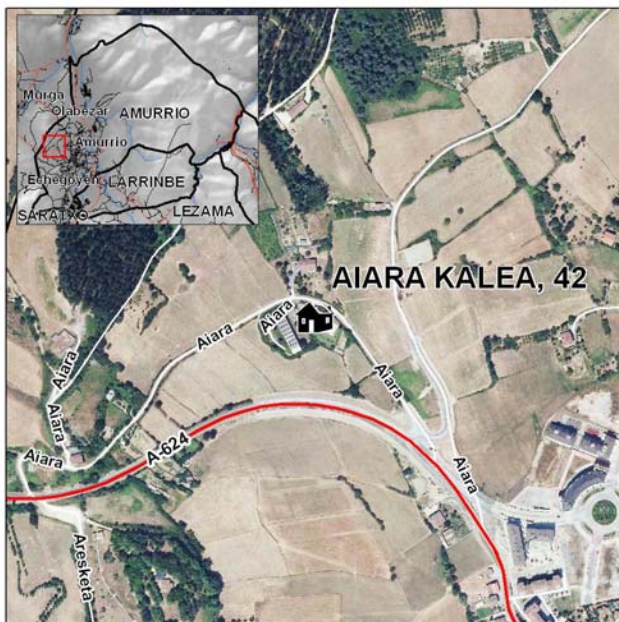 Murga
Olabezar
AMURRIO
Amurrio
Echegoyen
LARRINBE
SARATXO
LEZAMA
AIARA KALEA, 42
Aiara
Aiara
Aiara
Aiara
Aiara
Aiara
A-624
Aiara
Aresketa